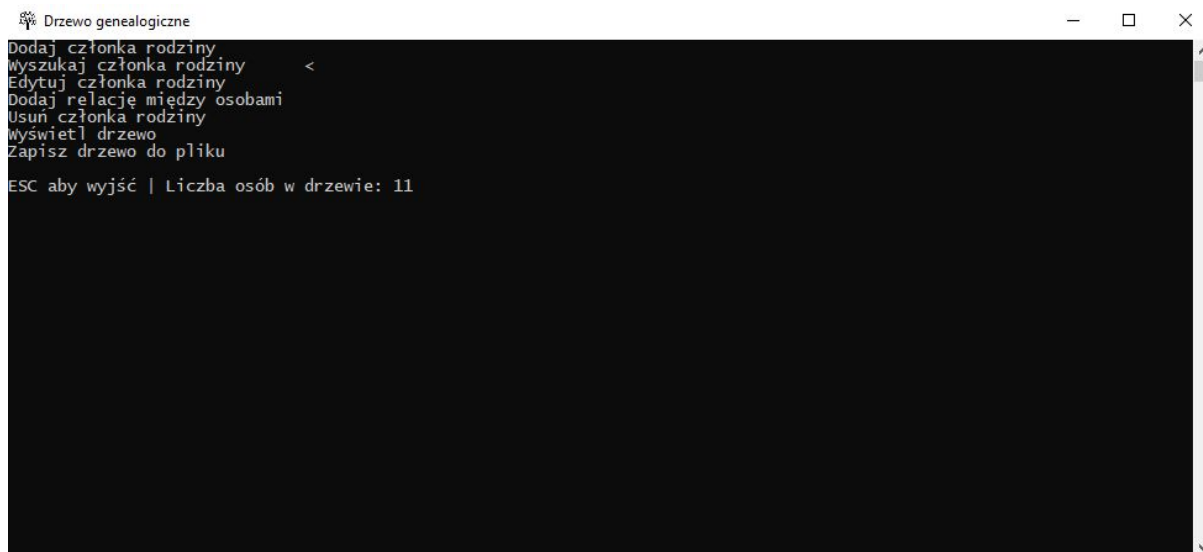 Drzewo genealogiczne
Dodaj członka rodziny
Wyszukaj członka rodziny <
Edytuj członka rodziny
Dodaj relację między osobami
Usuń członka rodziny
Wyświetl drzewo
Zapisz drzewo do pliku
ESC aby wyjść | Liczba osób w drzewie: 11